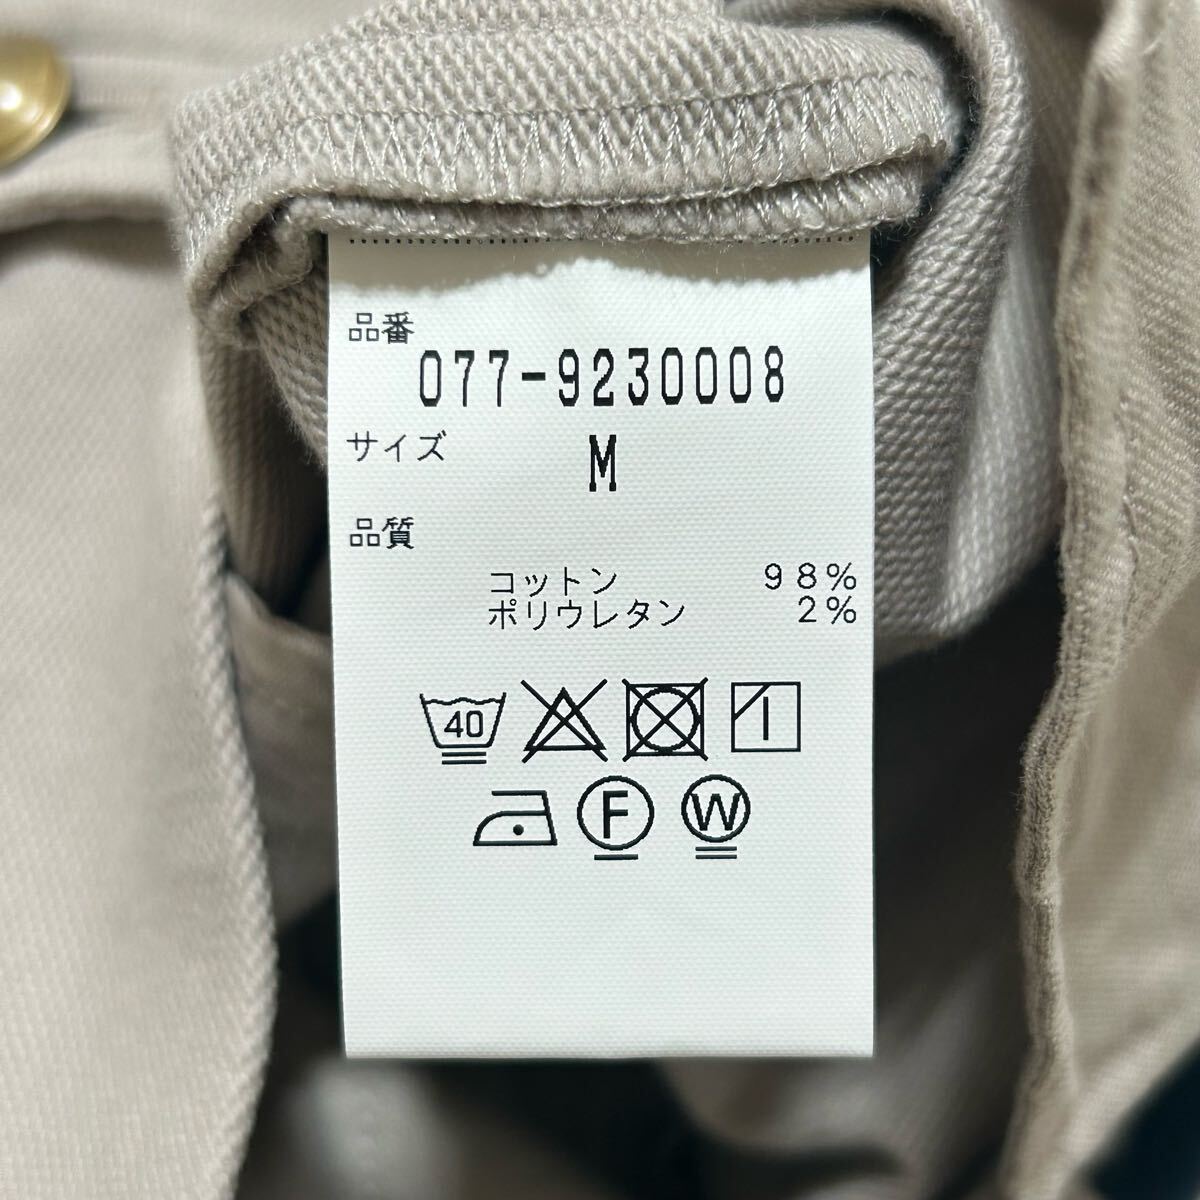 品番
077-9230008
サイズ
M
品質
コットン 98%
ポリウレタン 2%
40
F W